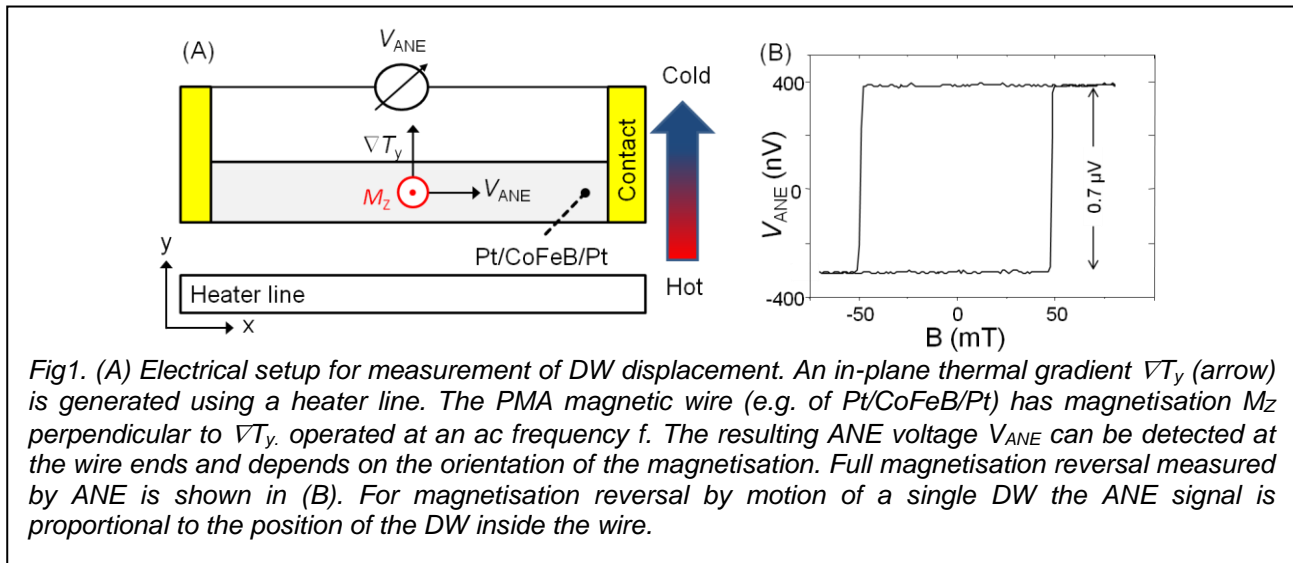 (A)
V_ANE
Cold
∇T_y
Contact
M_Z
V_ANE
Pt/CoFeB/Pt
y
Heater line
x
Hot
(B)
400
V_ANE (nV)
0
0.7 µV
-400
-50 0 50
B (mT)
Fig1. (A) Electrical setup for measurement of DW displacement. An in-plane thermal gradient ∇T_y (arrow)
is generated using a heater line. The PMA magnetic wire (e.g. of Pt/CoFeB/Pt) has magnetisation M_Z
perpendicular to ∇T_y. operated at an ac frequency f. The resulting ANE voltage V_ANE can be detected at
the wire ends and depends on the orientation of the magnetisation. Full magnetisation reversal measured
by ANE is shown in (B). For magnetisation reversal by motion of a single DW the ANE signal is
proportional to the position of the DW inside the wire.